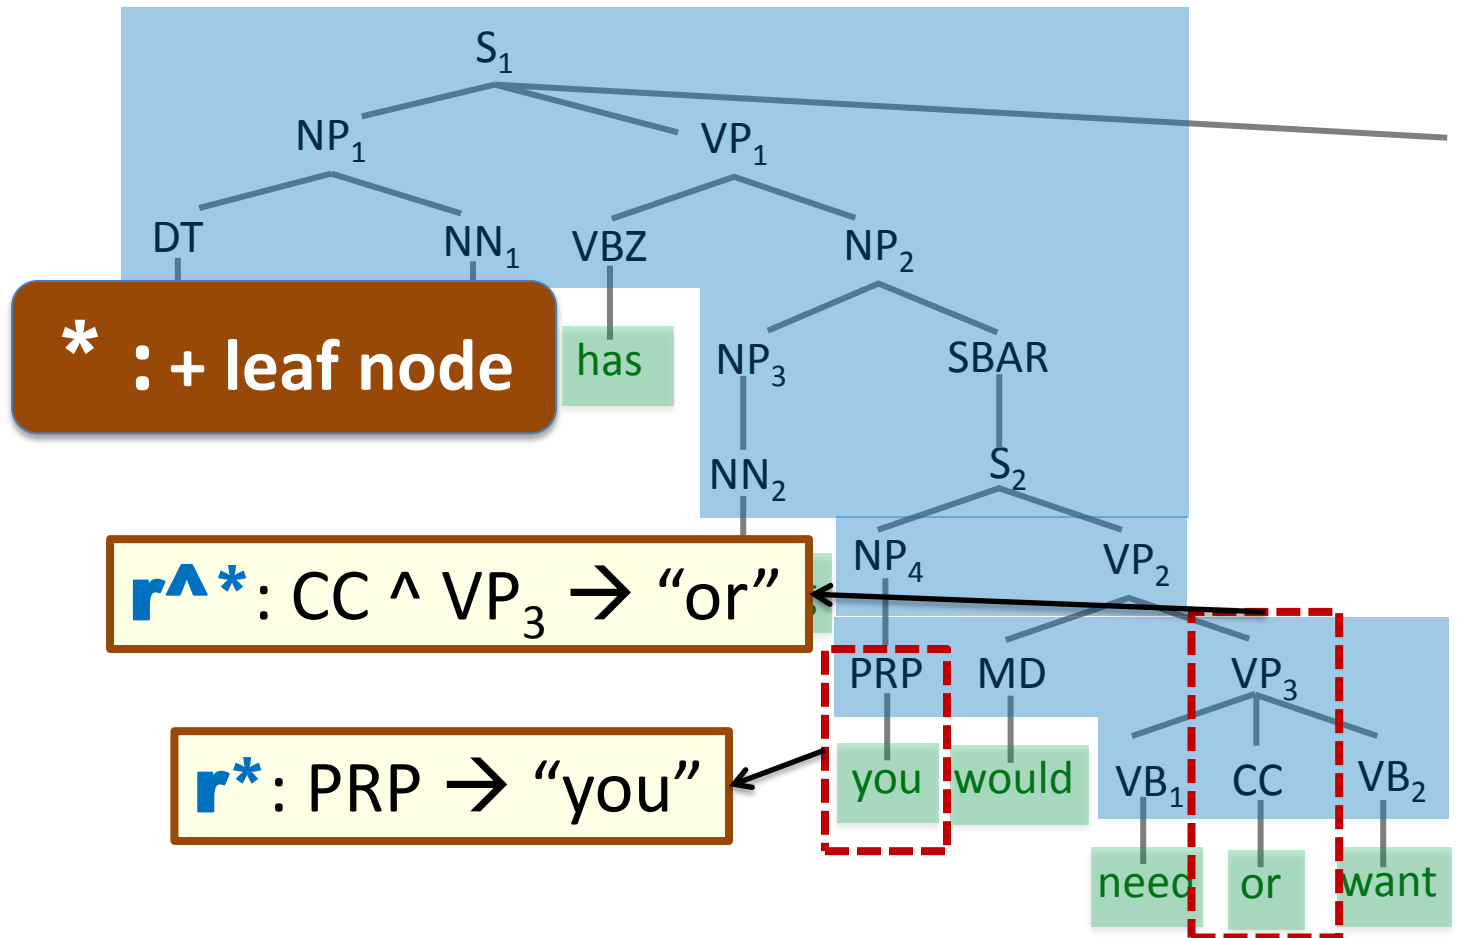 S1
NP1 VP1
DT NN1 VBZ NP2
* : + leaf node
has
NP3 SBAR
NN2 S2
NP4 VP2
r^*: CC ^ VP3 → “or”
PRP MD VP3
r*: PRP → “you”
you would
VB1 CC VB2
need or want